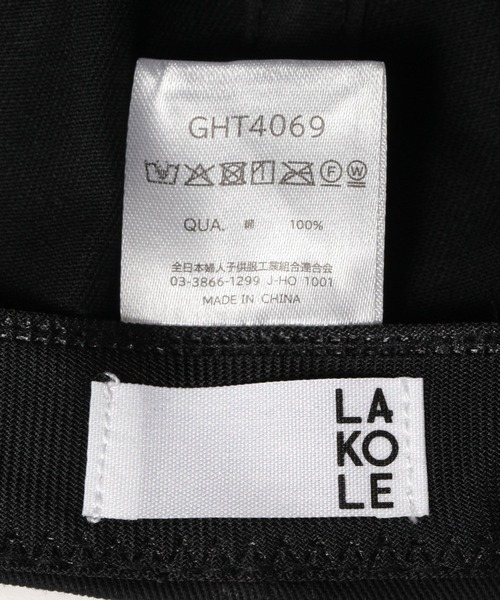 GHT4069
QUA. 綿 100%
全日本婦人子供服工業組合連合会
03-3866-1299 J-HO 1001
MADE IN CHINA
LA
KO
LE